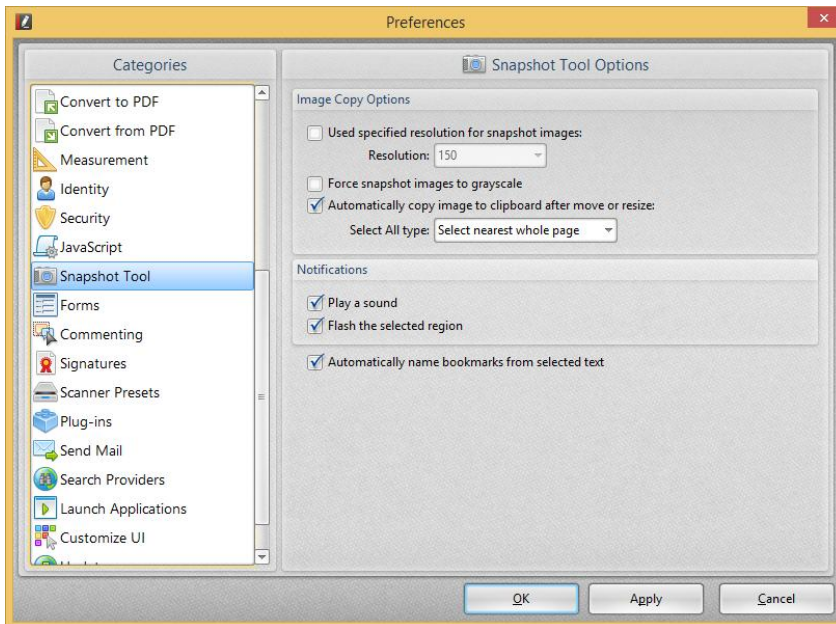 Preferences
Categories
Convert to PDF
Convert from PDF
Measurement
Identity
Security
JavaScript
Snapshot Tool
Forms
Commenting
Signatures
Scanner Presets
Plug-ins
Send Mail
Search Providers
Launch Applications
Customize UI
Snapshot Tool Options
Image Copy Options
Used specified resolution for snapshot images:
Resolution: 150
Force snapshot images to grayscale
Automatically copy image to clipboard after move or resize:
Select All type: Select nearest whole page
Notifications
Play a sound
Flash the selected region
Automatically name bookmarks from selected text
OK
Apply
Cancel